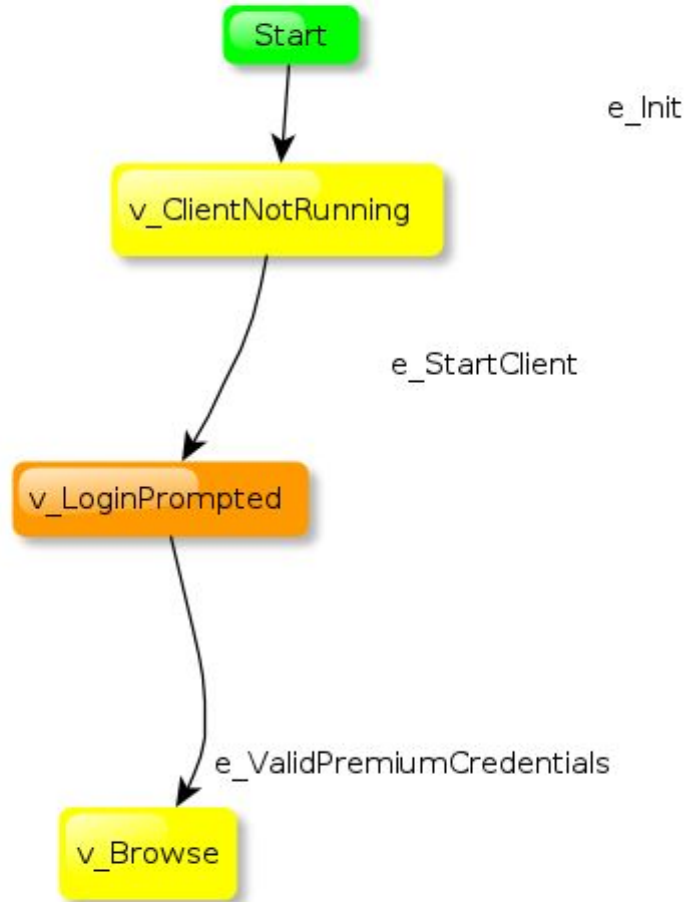 Start
e_Init
v_ClientNotRunning
e_StartClient
v_LoginPrompted
e_ValidPremiumCredentials
v_Browse